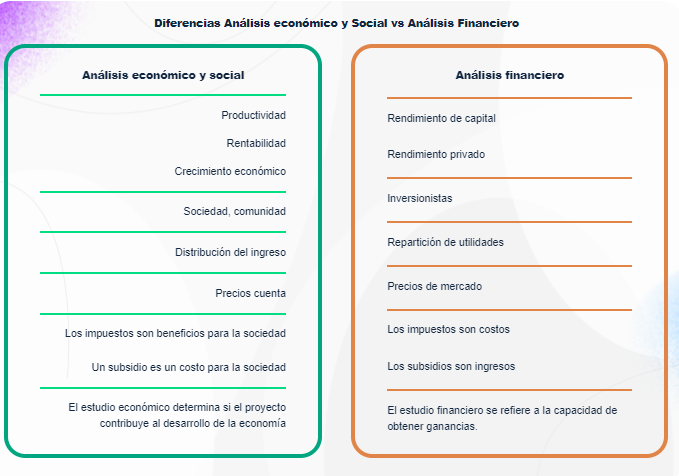 Diferencias Análisis económico y Social vs Análisis Financiero
Análisis económico y social
Productividad
Rentabilidad
Crecimiento económico
Sociedad, comunidad
Distribución del ingreso
Precios cuenta
Los impuestos son beneficios para la sociedad
Un subsidio es un costo para la sociedad
El estudio económico determina si el proyecto
contribuye al desarrollo de la economía
Análisis financiero
Rendimiento de capital
Rendimiento privado
Inversionistas
Repartición de utilidades
Precios de mercado
Los impuestos son costos
Los subsidios son ingresos
El estudio financiero se refiere a la capacidad de
obtener ganancias.